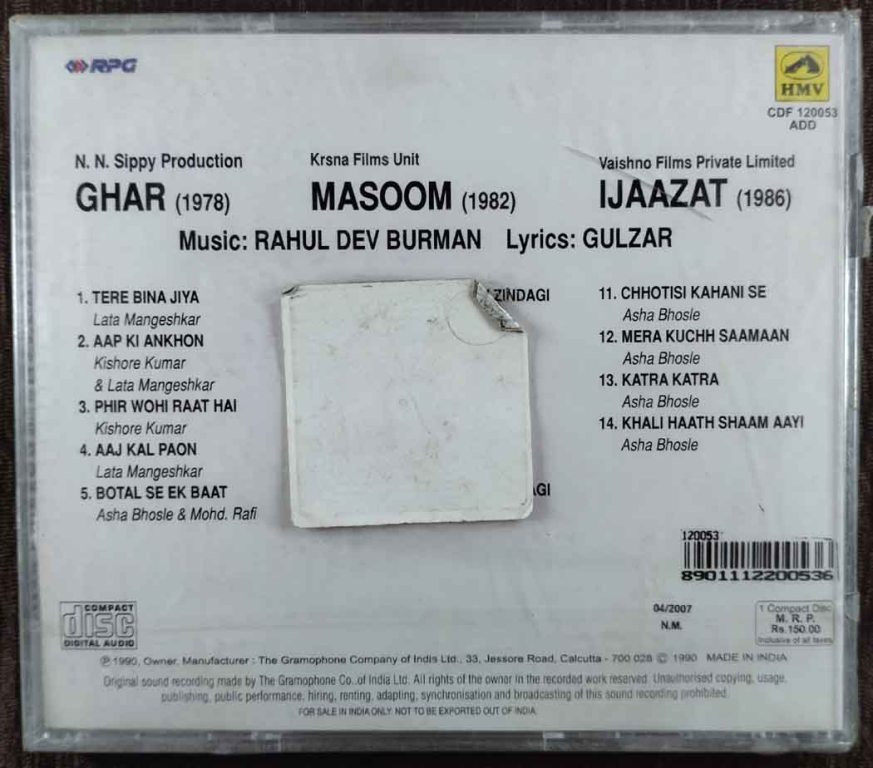 RPG
HMV
CDF 120053
ADD
N. N. Sippy Production
GHAR (1978)
Krsna Films Unit
MASOOM (1982)
Vaishno Films Private Limited
IJAAZAT (1986)
Music: RAHUL DEV BURMAN Lyrics: GULZAR
1. TERE BINA JIYA
Lata Mangeshkar
2. AAP KI ANKHON
Kishore Kumar
& Lata Mangeshkar
3. PHIR WOHI RAAT HAI
Kishore Kumar
4. AAJ KAL PAON
Lata Mangeshkar
5. BOTAL SE EK BAAT
Asha Bhosle & Mohd. Rafi
ZINDAGI
AGI
11. CHHOTISI KAHANI SE
Asha Bhosle
12. MERA KUCHH SAAMAAN
Asha Bhosle
13. KATRA KATRA
Asha Bhosle
14. KHALI HAATH SHAAM AAYI
Asha Bhosle
120053
8901112200536
COMPACT
disc
DIGITAL AUDIO
04/2007
N.M.
1 Compact Disc
M. R. P.
Rs.150.00
Inclusive of all taxes
℗ 1990, Owner. Manufacturer : The Gramophone Company of India Ltd., 33, Jessore Road, Calcutta - 700 028 © 1990 MADE IN INDIA
Original sound recording made by The Gramophone Co..of India Ltd. All rights of the owner in the recorded work reserved. Unauthorised copying, usage,
publishing, public performance, hiring, renting, adapting, synchronisation and broadcasting of this sound recording prohibited.
FOR SALE IN INDIA ONLY. NOT TO BE EXPORTED OUT OF INDIA.